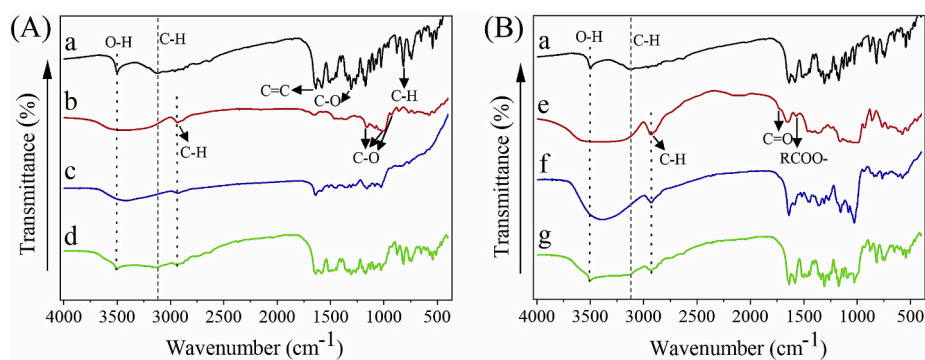 (A)
O-H
C-H
a
C=C
C-O
C-H
b
C-H
C-O
c
d
Transmittance (%)
4000 3500 3000 2500 2000 1500 1000 500
Wavenumber (cm-1)
(B)
O-H
C-H
a
e
C=O
RCOO-
C-H
f
g
Transmittance (%)
4000 3500 3000 2500 2000 1500 1000 500
Wavenumber (cm-1)